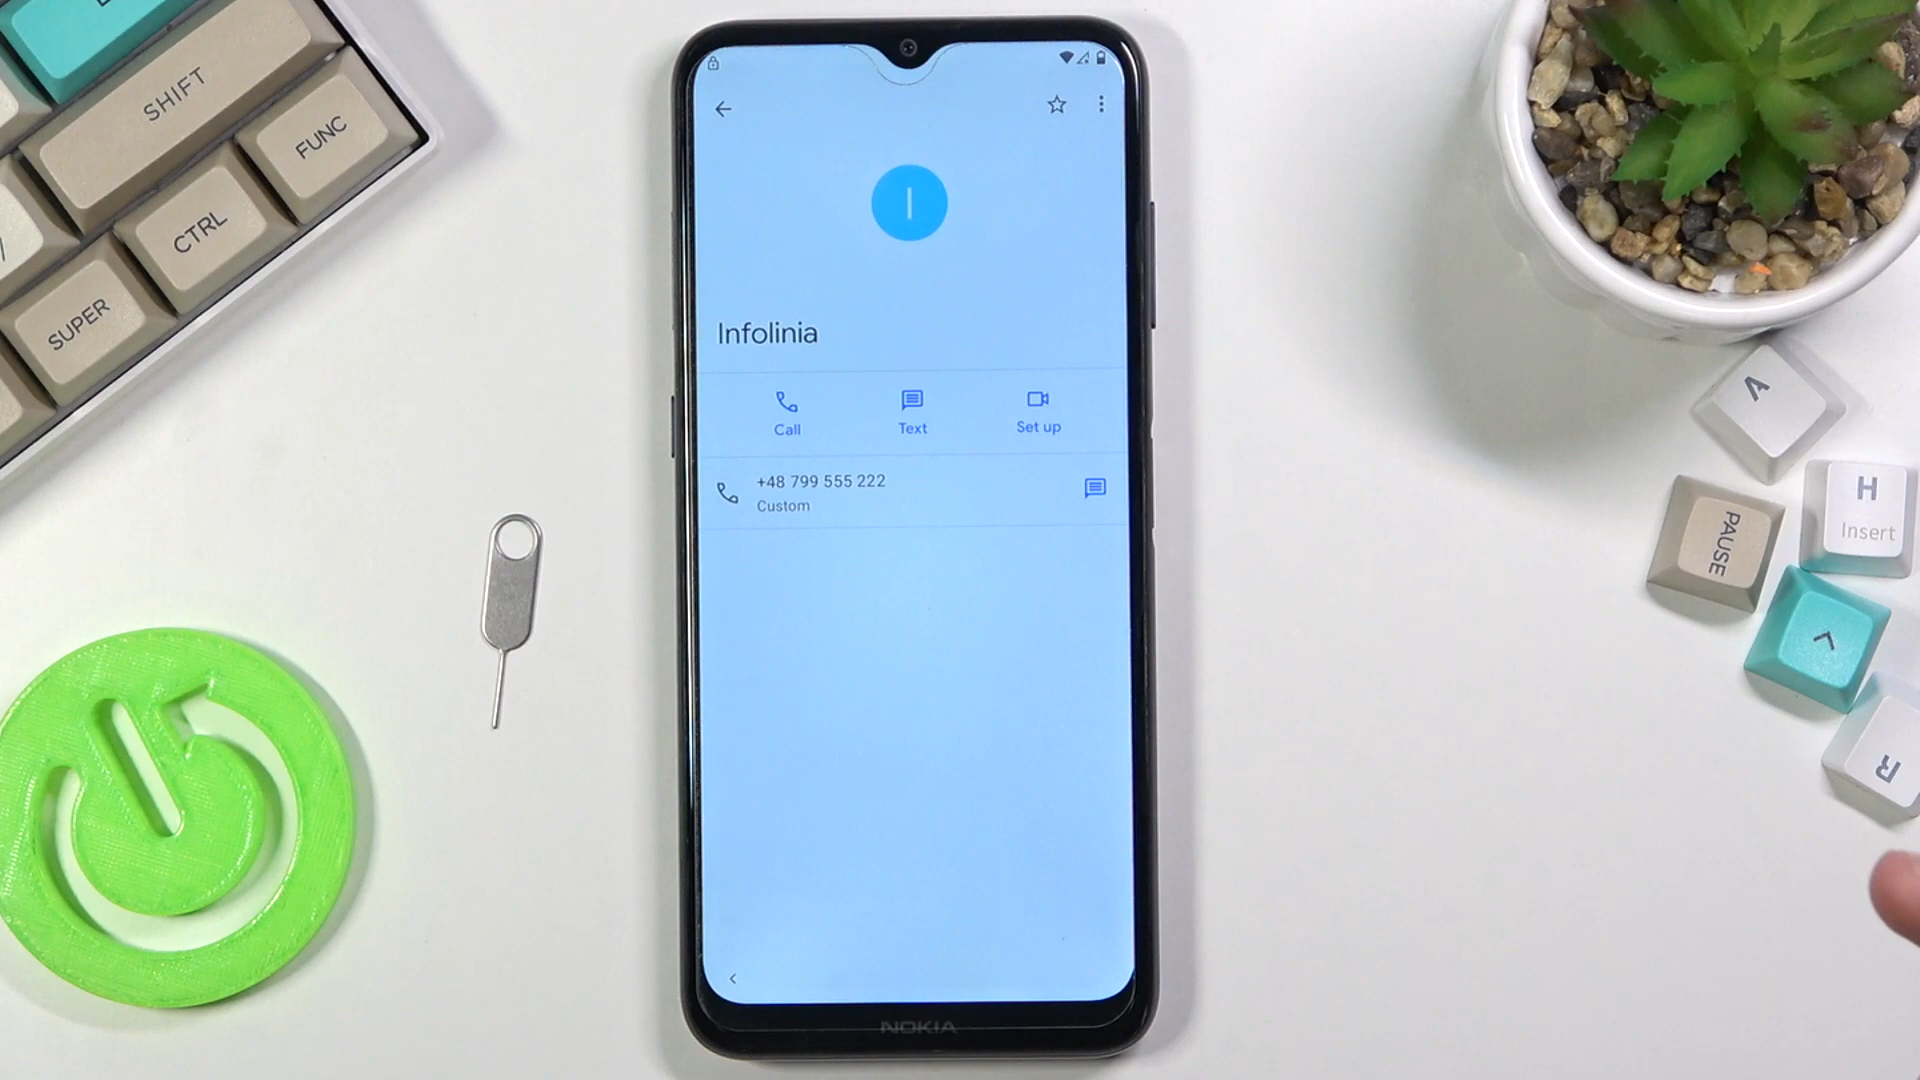 SHIFT
FUNC
CTRL
SUPER
I
Infolinia
Call
Text
Set up
+48 799 555 222
Custom
NOKIA
V
H
Insert
PAUSE
<
R